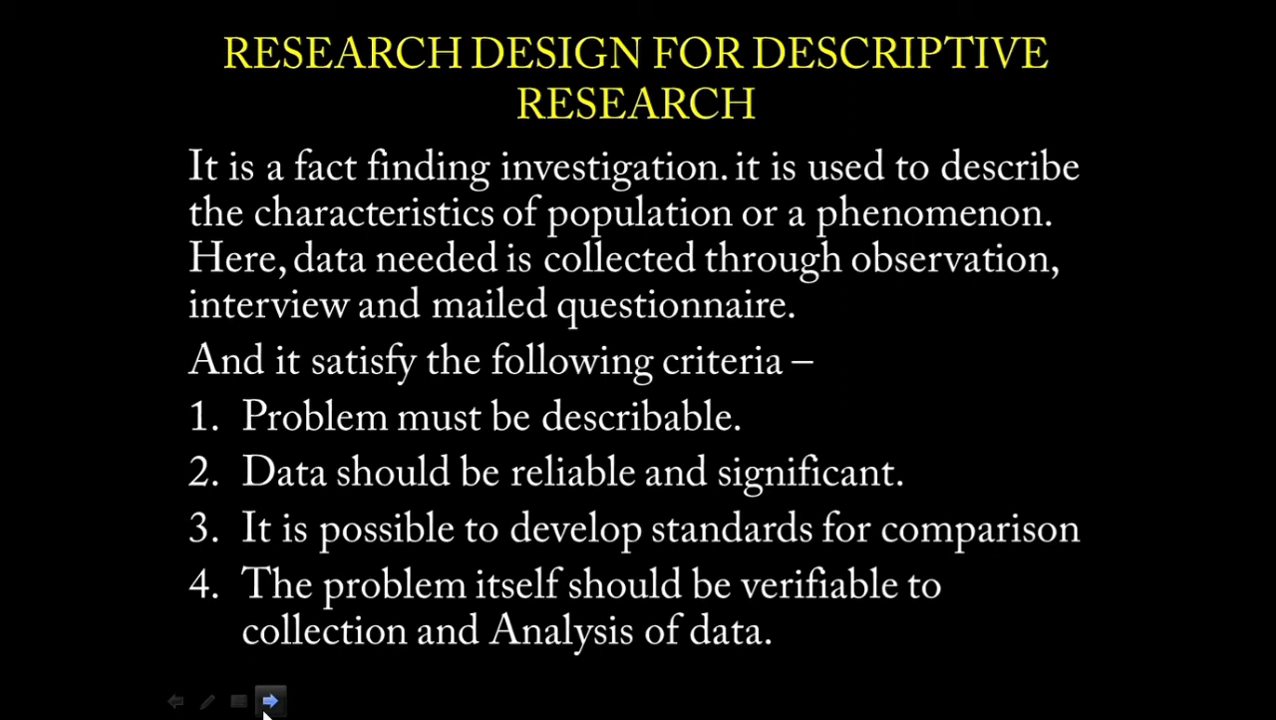 RESEARCH DESIGN FOR DESCRIPTIVE
RESEARCH
It is a fact finding investigation. it is used to describe
the characteristics of population or a phenomenon.
Here, data needed is collected through observation,
interview and mailed questionnaire.
And it satisfy the following criteria –
1. Problem must be describable.
2. Data should be reliable and significant.
3. It is possible to develop standards for comparison
4. The problem itself should be verifiable to
collection and Analysis of data.